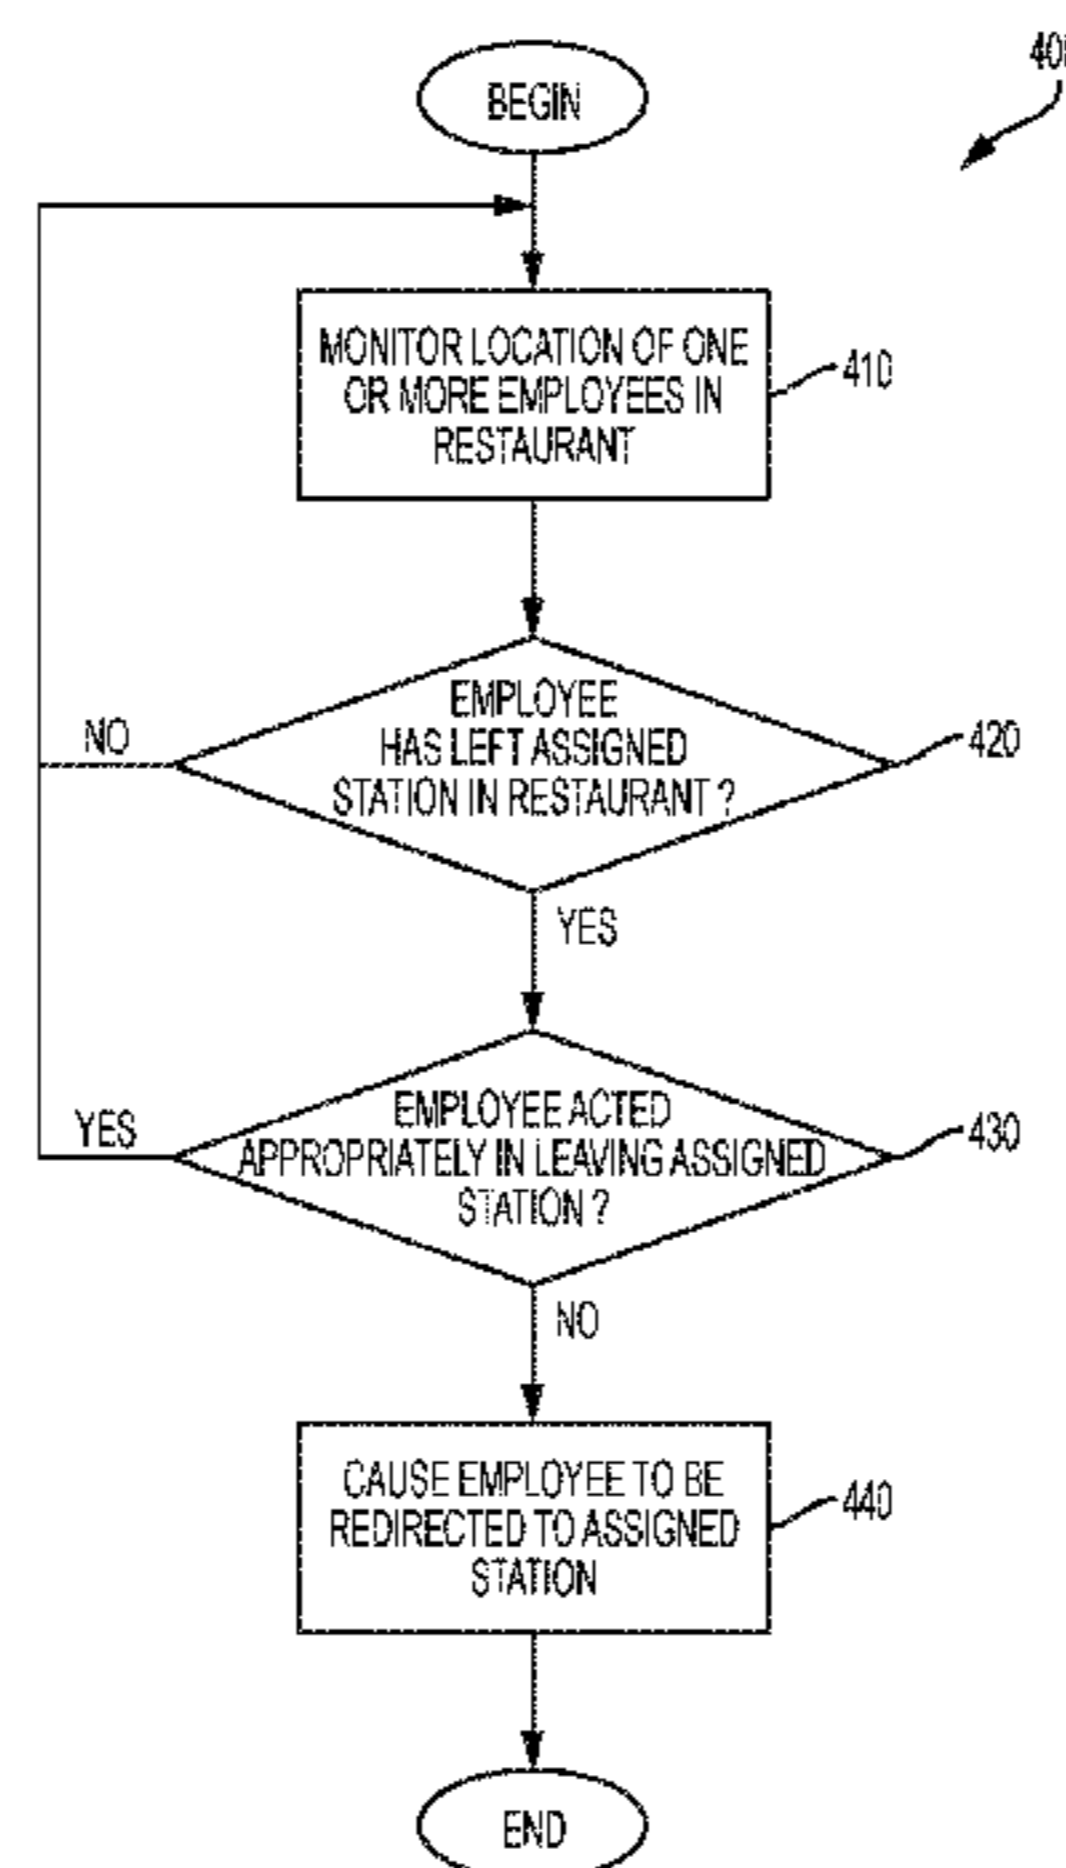 BEGIN
MONITOR LOCATION OF ONE
OR MORE EMPLOYEES IN
RESTAURANT
410
EMPLOYEE
HAS LEFT ASSIGNED
STATION IN RESTAURANT ?
420
NO
YES
EMPLOYEE ACTED
APPROPRIATELY IN LEAVING ASSIGNED
STATION ?
430
YES
NO
CAUSE EMPLOYEE TO BE
REDIRECTED TO ASSIGNED
STATION
440
END